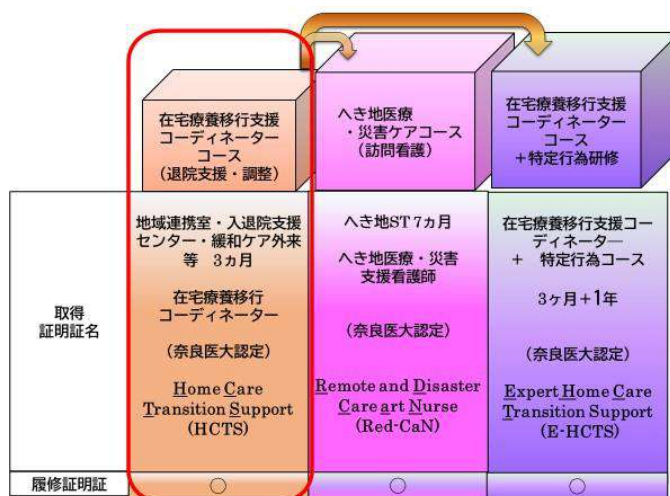 在宅療養移行支援
コーディネーター
コース
（退院支援・調整）
へき地医療
・災害ケアコース
（訪問看護）
在宅療養移行支援
コーディネーター
コース
＋特定行為研修
取得
証明証名
地域連携室・入退院支援
センター・緩和ケア外来
等　3ヵ月
在宅療養移行
コーディネーター
（奈良医大認定）
Home Care
Transition Support
(HCTS)
へき地ST 7ヵ月
へき地医療・災害
支援看護師
（奈良医大認定）
Remote and Disaster
Care art Nurse
(Red-CaN)
在宅療養移行支援コー
ディネータ―
＋　特定行為コース
3ヶ月＋1年
（奈良医大認定）
Expert Home Care
Transition Support
(E-HCTS)
履修証明証
○
○
○